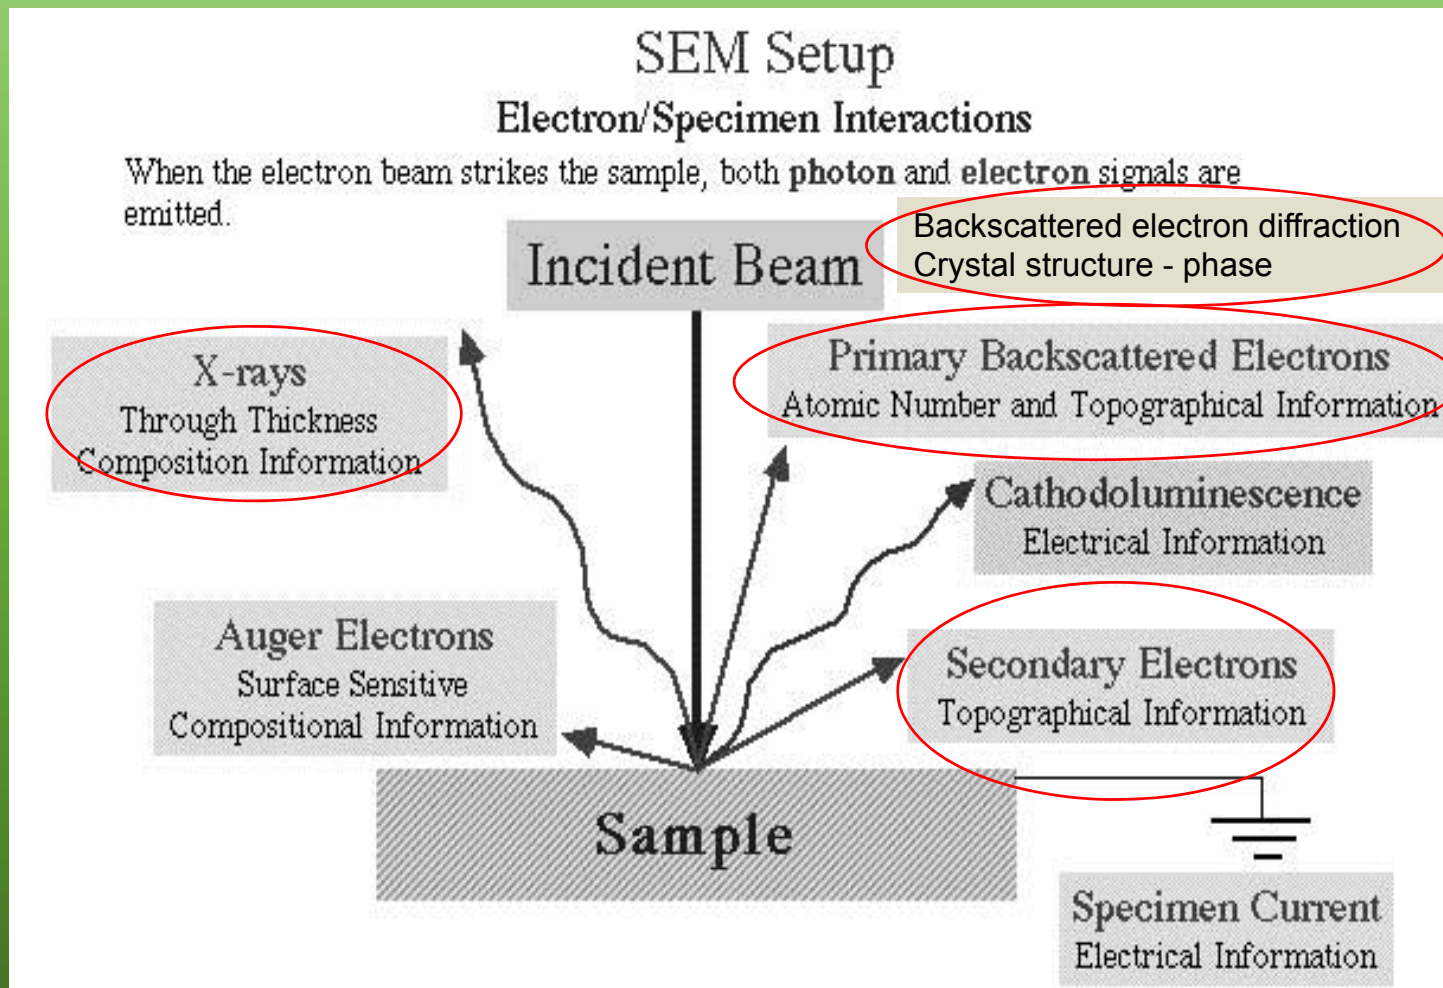 SEM Setup
Electron/Specimen Interactions
When the electron beam strikes the sample, both photon and electron signals are
emitted.
Incident Beam
Backscattered electron diffraction
Crystal structure - phase
X-rays
Through Thickness
Composition Information
Primary Backscattered Electrons
Atomic Number and Topographical Information
Cathodoluminescence
Electrical Information
Auger Electrons
Surface Sensitive
Compositional Information
Secondary Electrons
Topographical Information
Sample
Specimen Current
Electrical Information